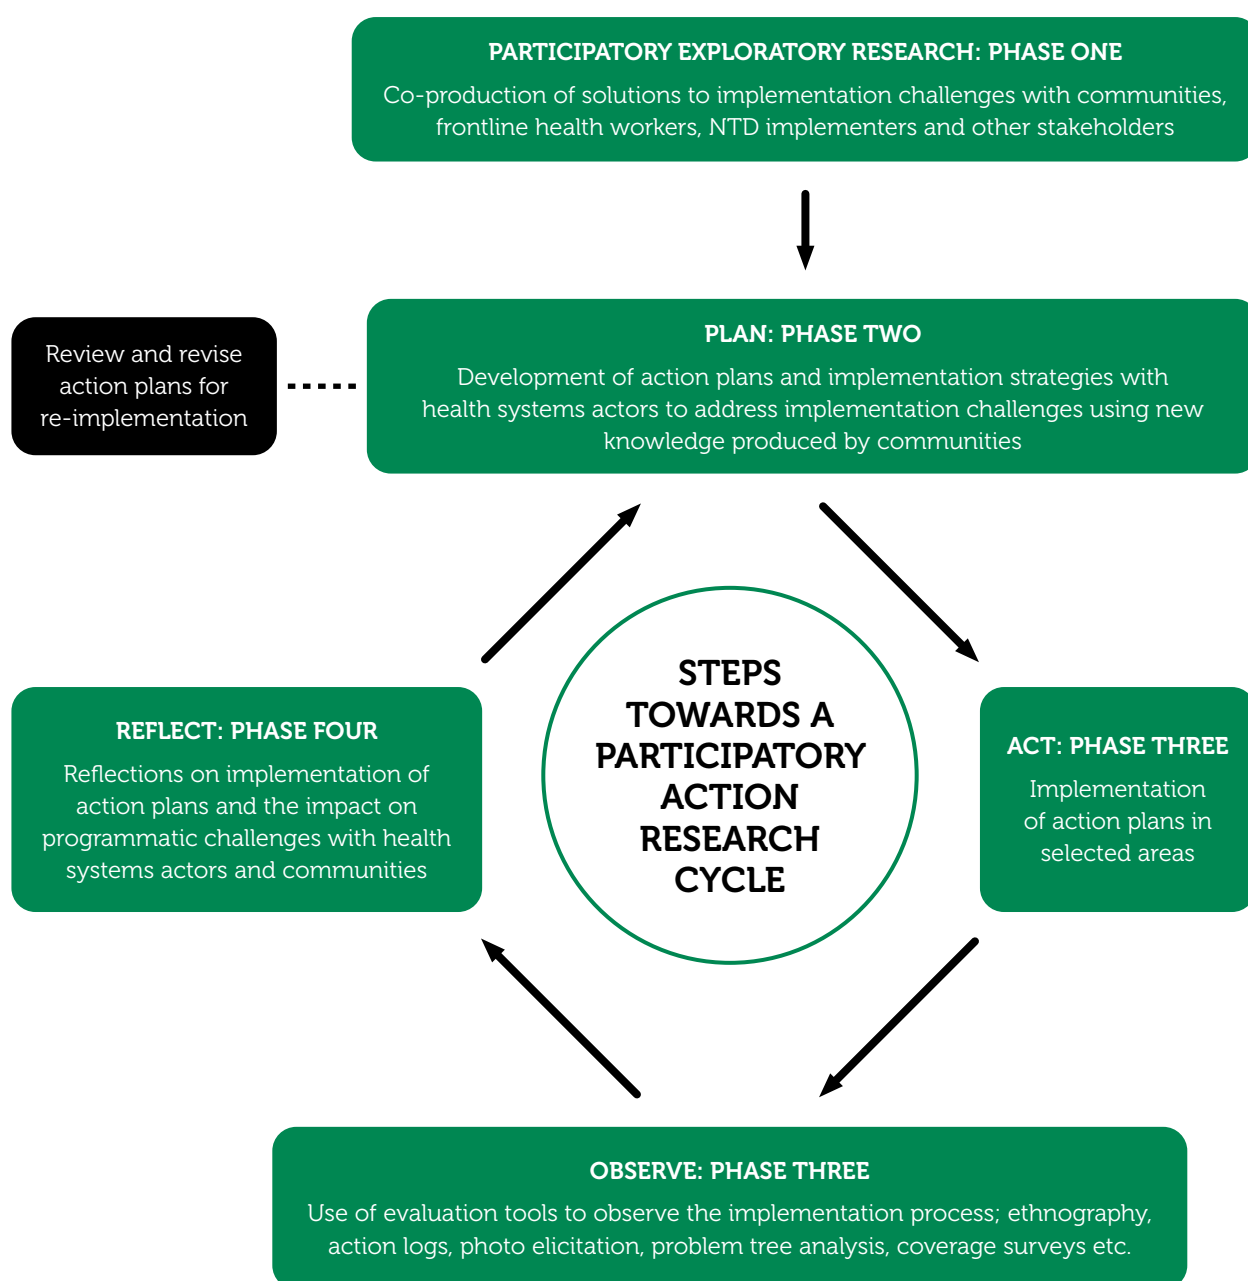 PARTICIPATORY EXPLORATORY RESEARCH: PHASE ONE
Co-production of solutions to implementation challenges with communities,
frontline health workers, NTD implementers and other stakeholders
Review and revise
action plans for
re-implementation
PLAN: PHASE TWO
Development of action plans and implementation strategies with
health systems actors to address implementation challenges using new
knowledge produced by communities
STEPS
TOWARDS A
PARTICIPATORY
ACTION
RESEARCH
CYCLE
ACT: PHASE THREE
Implementation
of action plans in
selected areas
OBSERVE: PHASE THREE
Use of evaluation tools to observe the implementation process; ethnography,
action logs, photo elicitation, problem tree analysis, coverage surveys etc.
REFLECT: PHASE FOUR
Reflections on implementation of
action plans and the impact on
programmatic challenges with health
systems actors and communities